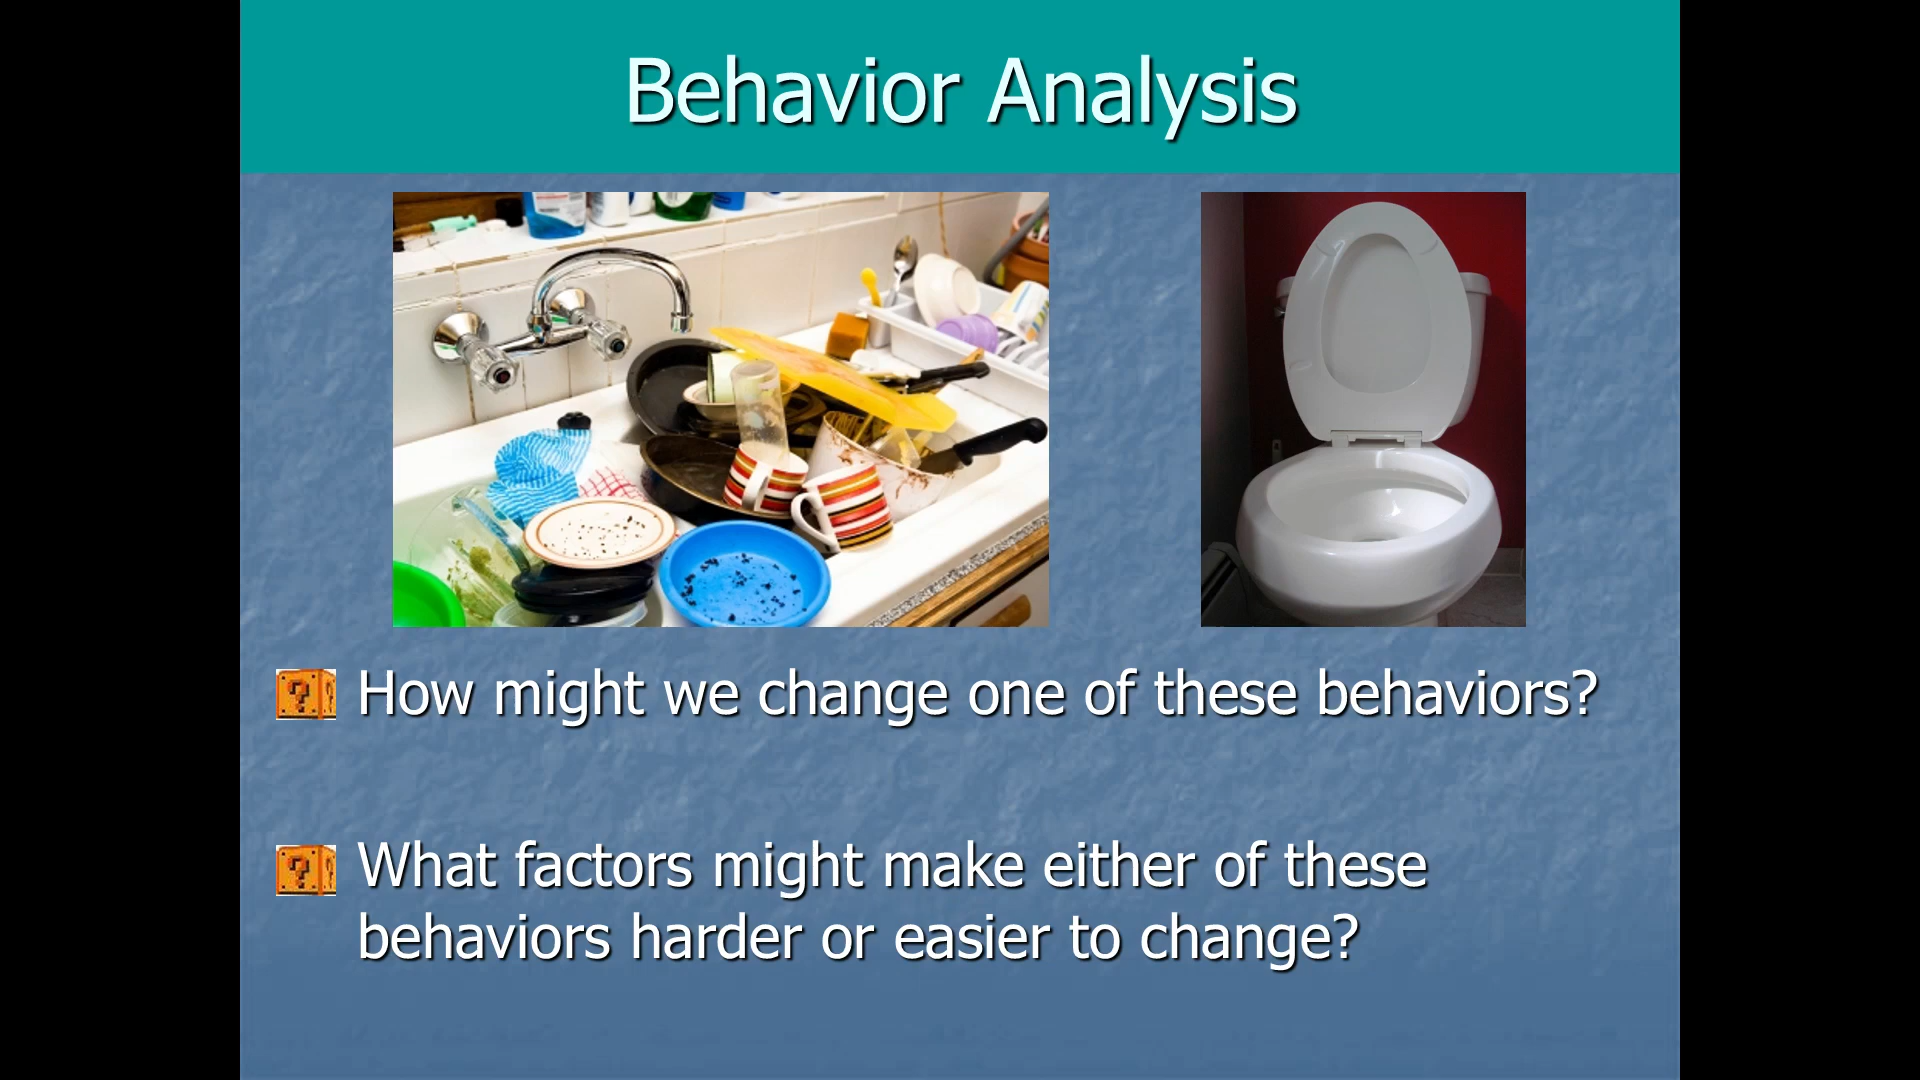 Behavior Analysis
How might we change one of these behaviors?
What factors might make either of these
behaviors harder or easier to change?